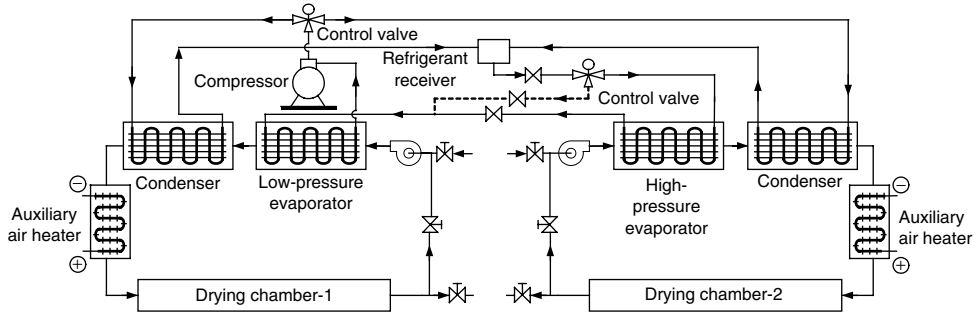 Control valve
Refrigerant
receiver
Compressor
Control valve
Condenser
Low-pressure
evaporator
High-
pressure
evaporator
Condenser
−
Auxiliary
air heater
+
−
Auxiliary
air heater
+
Drying chamber-1
Drying chamber-2